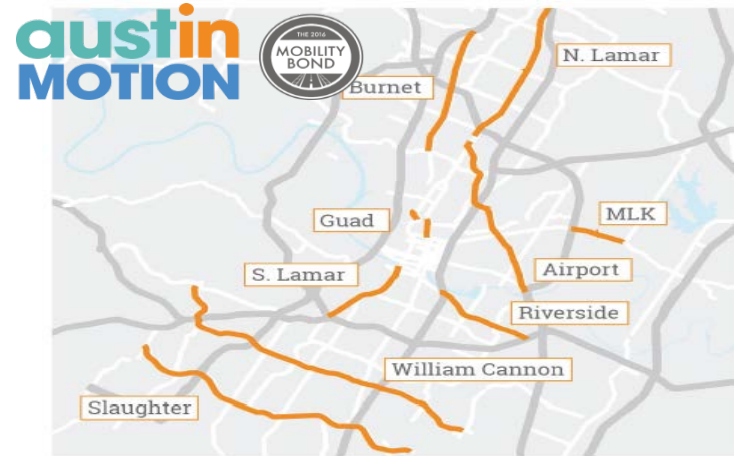 austin
MOTION
THE 2016
MOBILITY
BOND
Burnet
N. Lamar
Guad
MLK
S. Lamar
Airport
Riverside
William Cannon
Slaughter